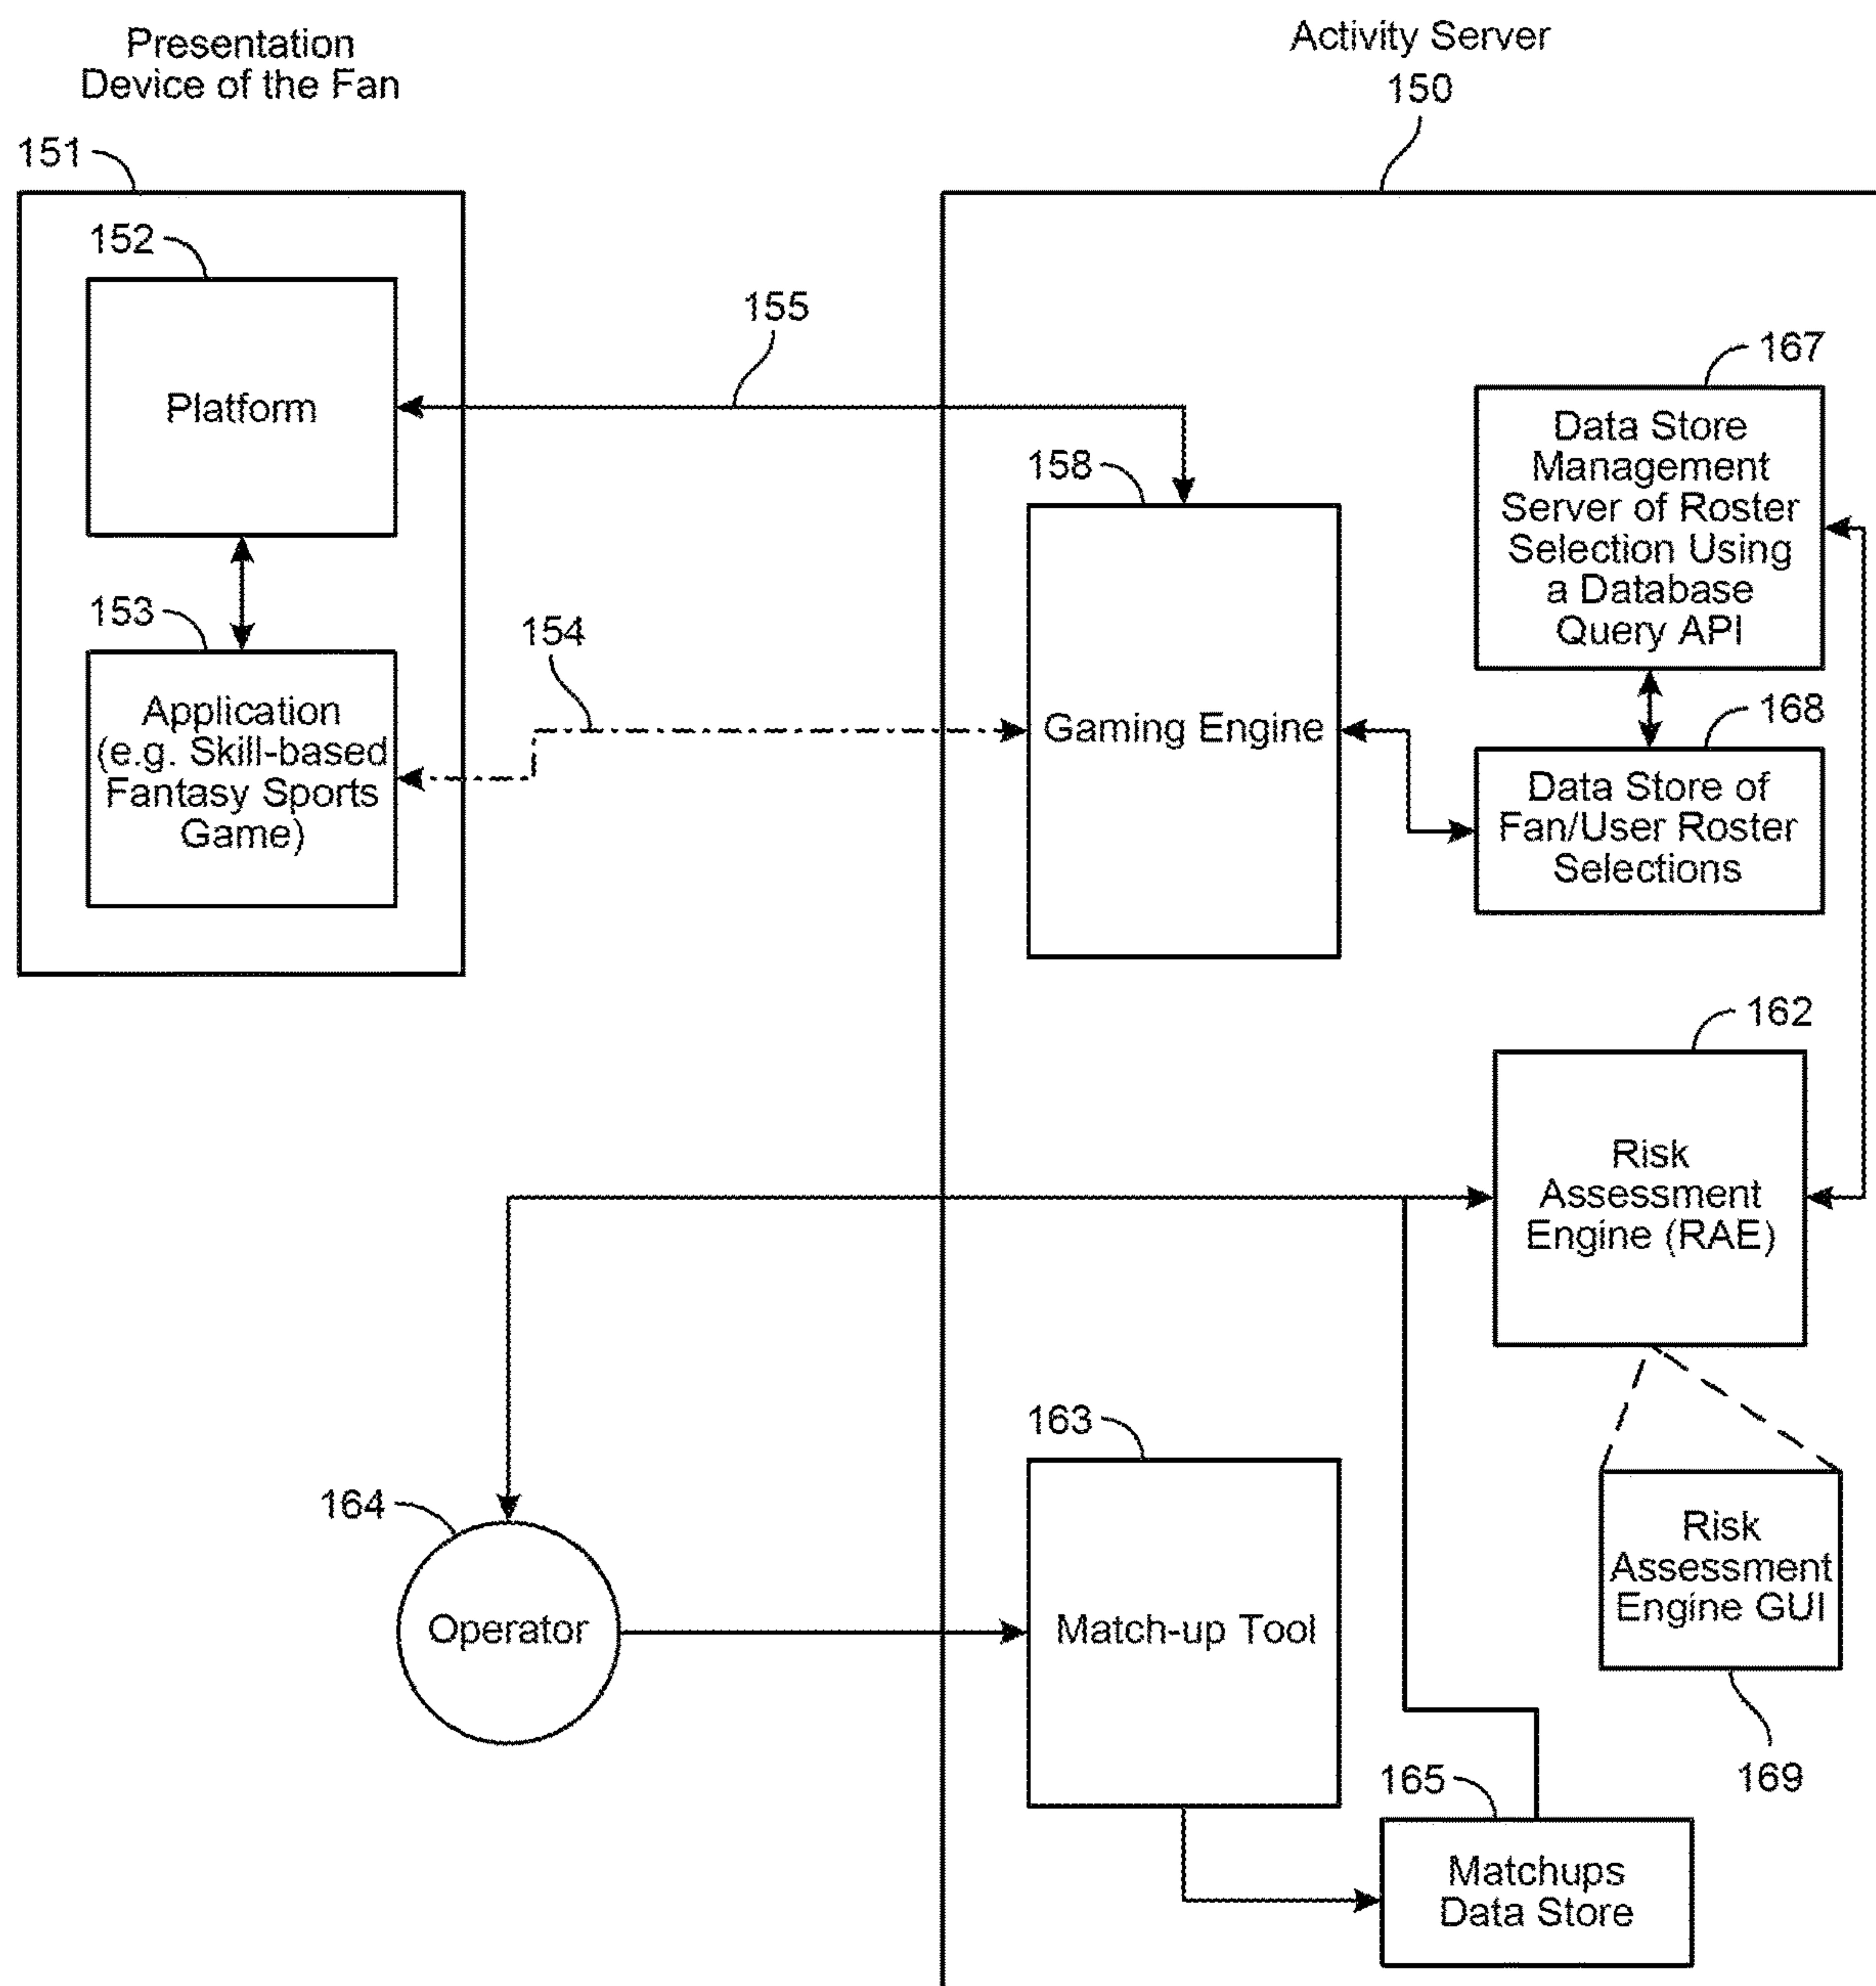 Presentation
Device of the Fan
Activity Server
150
151
152
Platform
153
Application
(e.g. Skill-based
Fantasy Sports
Game)
155
154
158
Gaming Engine
167
Data Store
Management
Server of Roster
Selection Using
a Database
Query API
168
Data Store of
Fan/User Roster
Selections
162
Risk
Assessment
Engine (RAE)
163
Match-up Tool
164
Operator
Risk
Assessment
Engine GUI
169
165
Matchups
Data Store